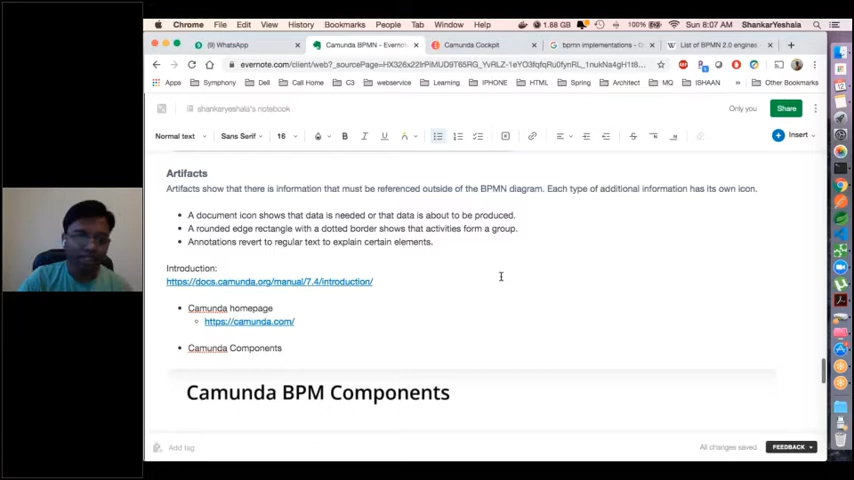 Chrome File Edit View History Bookmarks People Tab Window Help 1.88 GB 100% Sun 8:07 AM ShankarYeshala
(1) WhatsApp
Camunda BPMN - Evernote
Camunda Cockpit
bpmn implementations -
List of BPMN 2.0 engines -
Apps Symphony Dell Call Home C3 webservice Learning IPHONE HTML Spring Architect MQ ISHAAN Other Bookmarks
shankaryeshala's notebook
Only you
Share
Normal text Sans Serif 16 B I U Insert
Artifacts
Artifacts show that there is information that must be referenced outside of the BPMN diagram. Each type of additional information has its own icon.
• A document icon shows that data is needed or that data is about to be produced.
• A rounded edge rectangle with a dotted border shows that activities form a group.
• Annotations revert to regular text to explain certain elements.
Introduction:
https://docs.camunda.org/manual/7.4/introduction/
• Camunda homepage
https://camunda.com/
• Camunda Components
Camunda BPM Components
Add tag
All changes saved
FEEDBACK